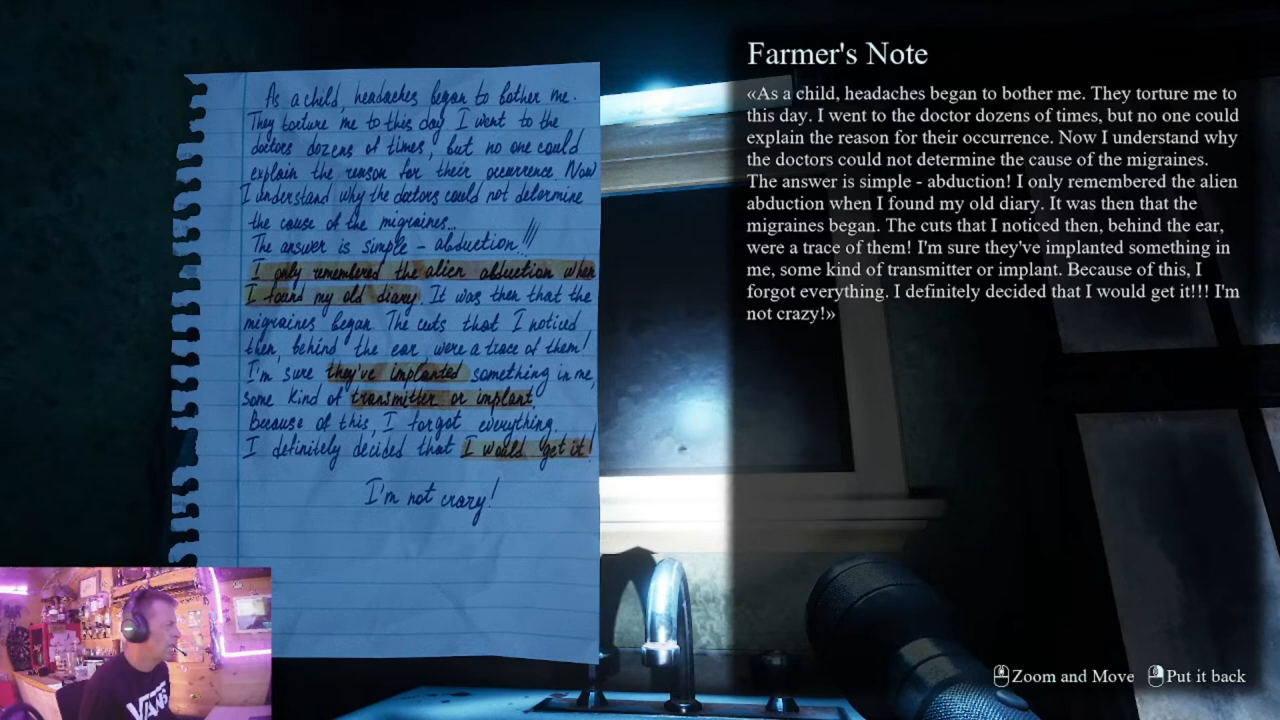 As a child, headaches began to bother me.
They torture me to this day I went to the
doctors dozens of times, but no one could
explain the reason for their occurrence Now
I understand why the doctors could not determine
the cause of the migraines..
The answer is simple – abduction!!!
I only remembered the alien abduction when
I found my old diary. It was then that the
migraines began. The cuts that I noticed
then, behind the ear, were a trace of them!
I'm sure they've implanted something in me,
some kind of transmitter or implant.
Because of this, I forgot everything.
I definitely decided that I would get it!
I'm not crazy!
Farmer's Note
«As a child, headaches began to bother me. They torture me to
this day. I went to the doctor dozens of times, but no one could
explain the reason for their occurrence. Now I understand why
the doctors could not determine the cause of the migraines.
The answer is simple - abduction! I only remembered the alien
abduction when I found my old diary. It was then that the
migraines began. The cuts that I noticed then, behind the ear,
were a trace of them! I'm sure they've implanted something in
me, some kind of transmitter or implant. Because of this, I
forgot everything. I definitely decided that I would get it!!! I'm
not crazy!»
Zoom and Move
Put it back
VANS